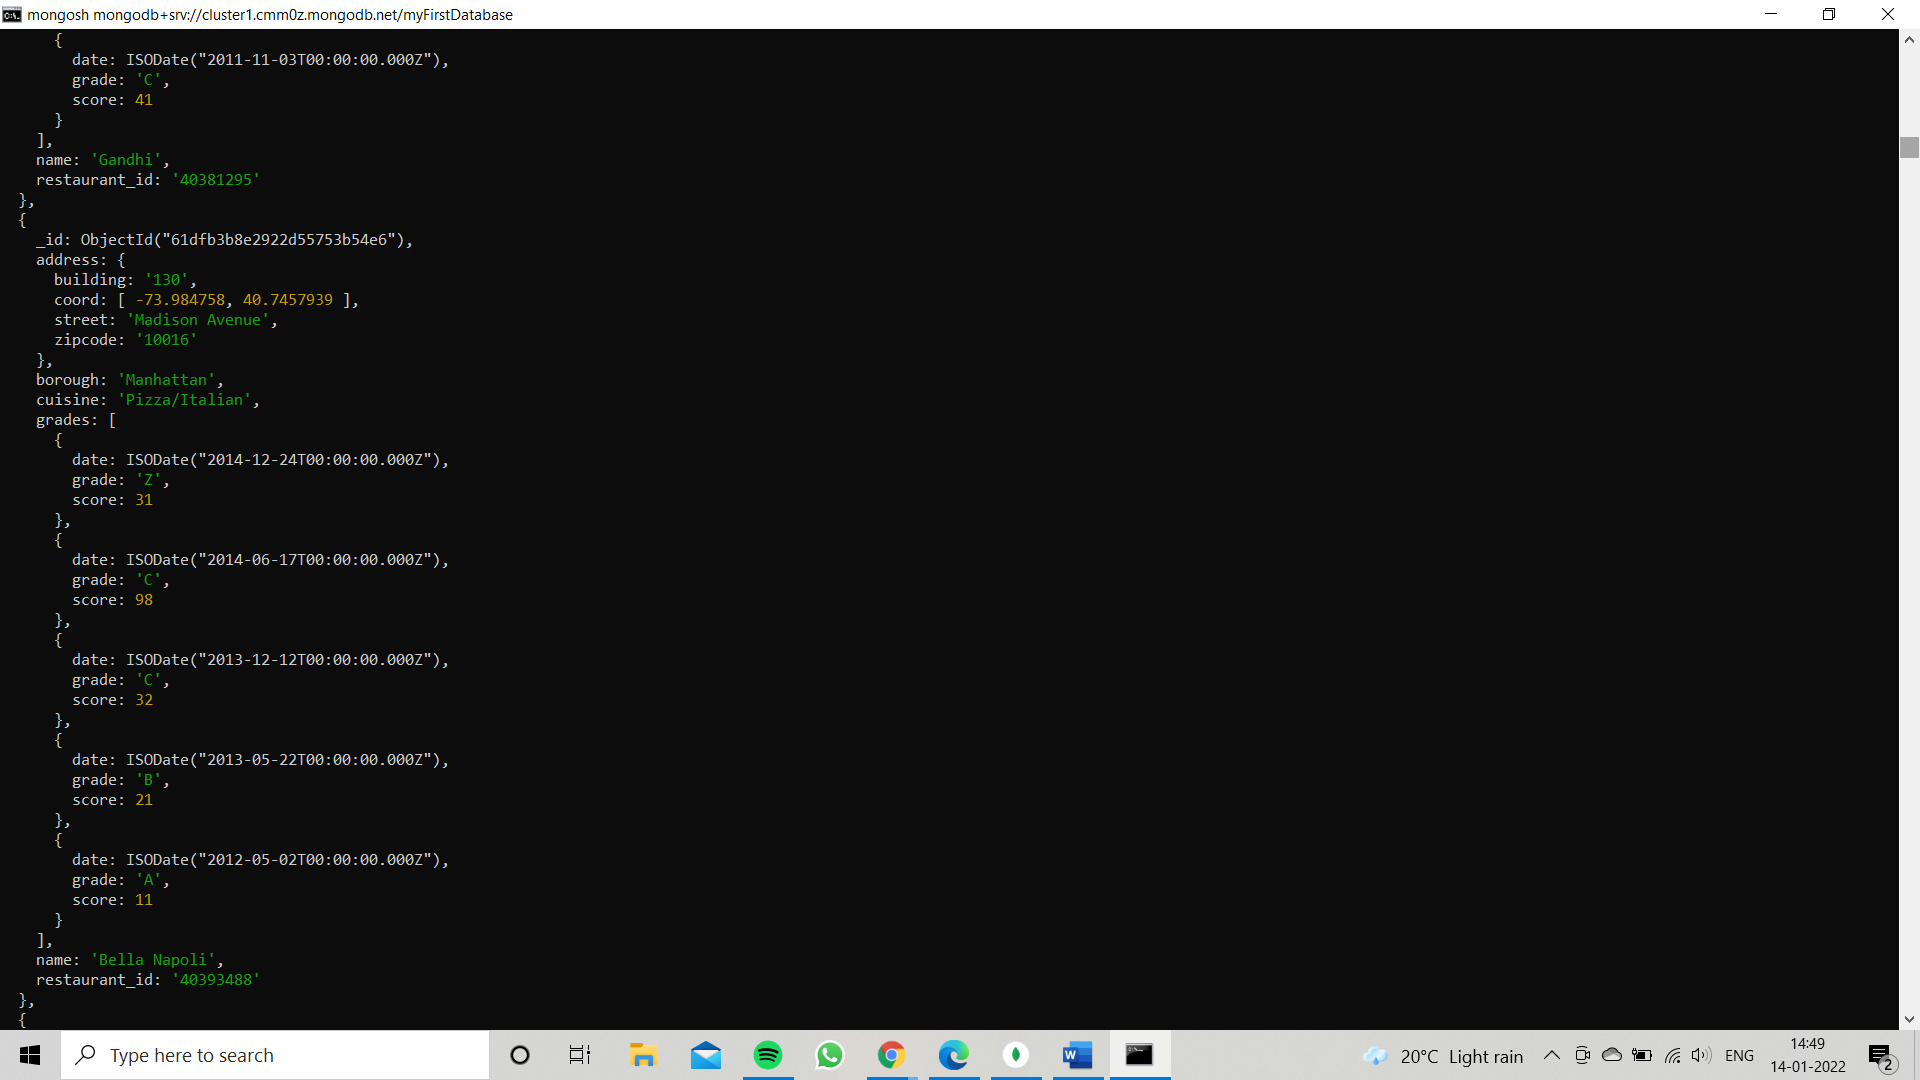 mongosh mongodb+srv://cluster1.cmm0z.mongodb.net/myFirstDatabase
{
date: ISODate("2011-11-03T00:00:00.000Z"),
grade: 'C',
score: 41
}
],
name: 'Gandhi',
restaurant_id: '40381295'
},
{
_id: ObjectId("61dfb3b8e2922d55753b54e6"),
address: {
building: '130',
coord: [ -73.984758, 40.7457939 ],
street: 'Madison Avenue',
zipcode: '10016'
},
borough: 'Manhattan',
cuisine: 'Pizza/Italian',
grades: [
{
date: ISODate("2014-12-24T00:00:00.000Z"),
grade: 'Z',
score: 31
},
{
date: ISODate("2014-06-17T00:00:00.000Z"),
grade: 'C',
score: 98
},
{
date: ISODate("2013-12-12T00:00:00.000Z"),
grade: 'C',
score: 32
},
{
date: ISODate("2013-05-22T00:00:00.000Z"),
grade: 'B',
score: 21
},
{
date: ISODate("2012-05-02T00:00:00.000Z"),
grade: 'A',
score: 11
}
],
name: 'Bella Napoli',
restaurant_id: '40393488'
},
{
Type here to search
20°C Light rain
ENG
14:49
14-01-2022
2